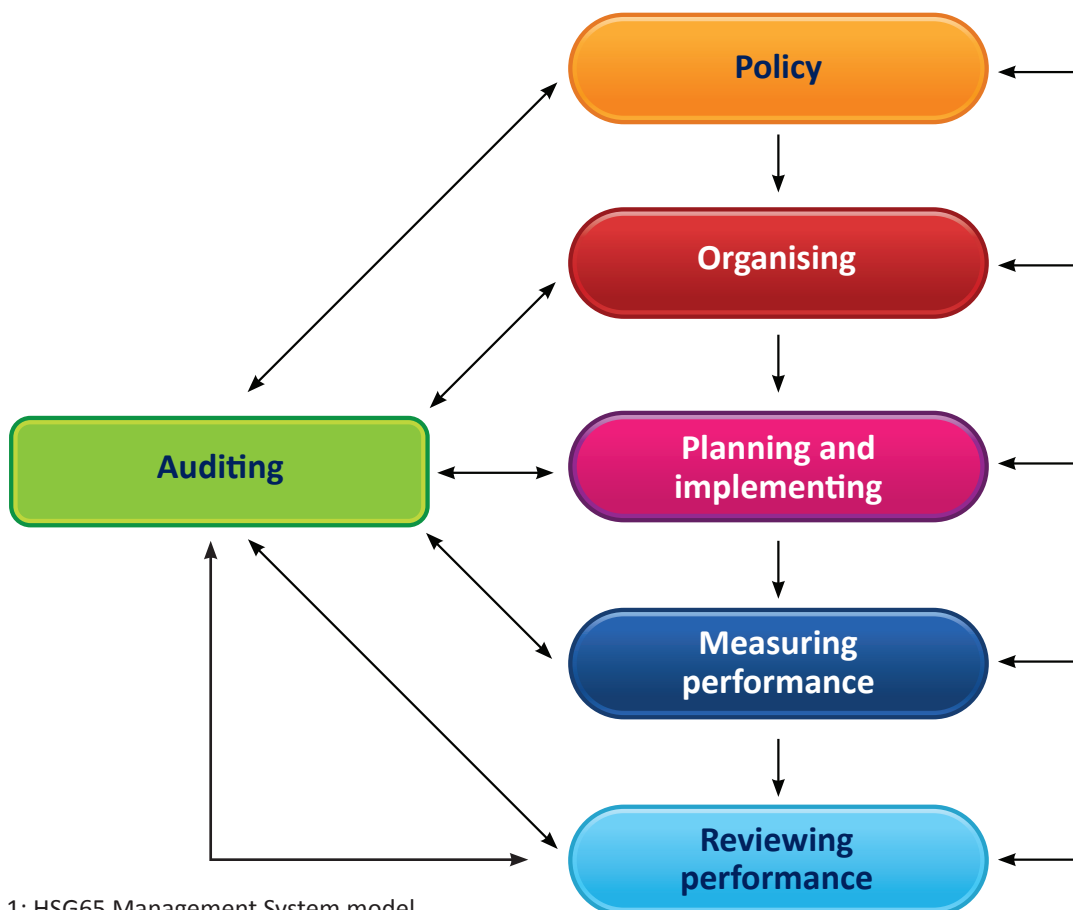 Policy
Organising
Auditing
Planning and
implementing
Measuring
performance
Reviewing
performance
1: HSG65 Management System model